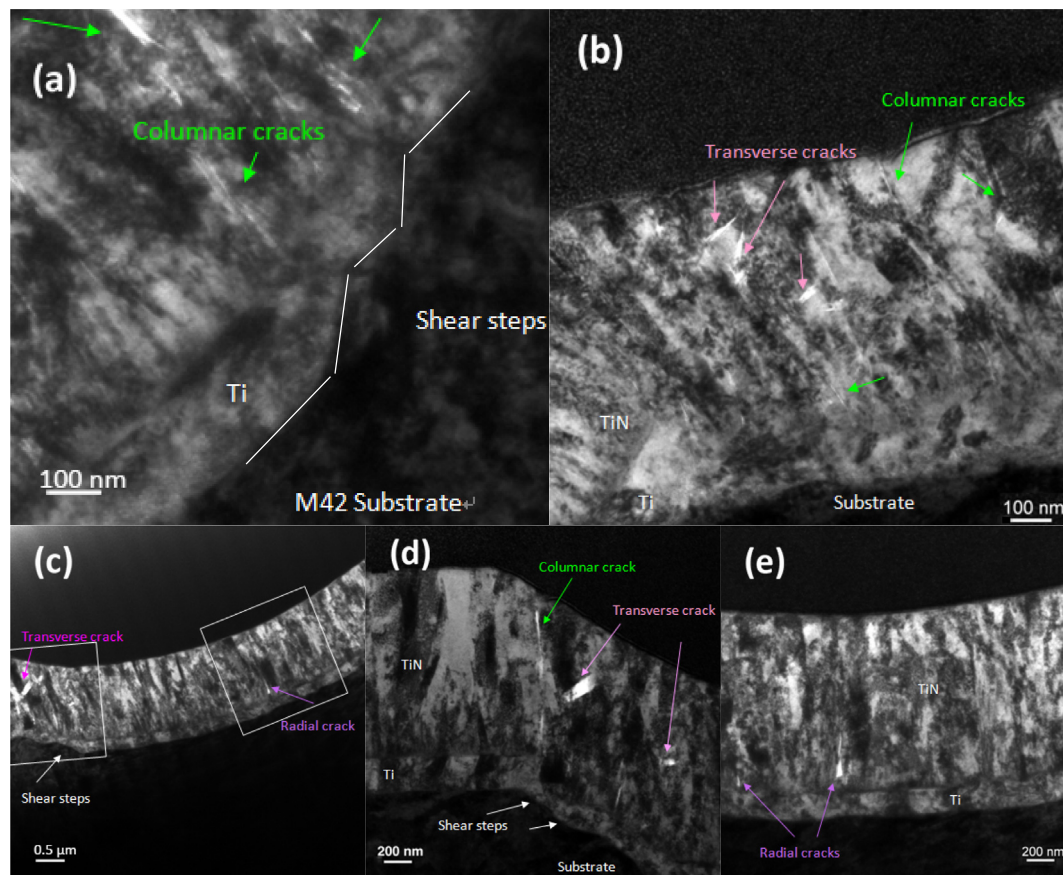 (a)
Columnar cracks
Shear steps
Ti
100 nm
M42 Substrate↵
(b)
Columnar cracks
Transverse cracks
TiN
Ti
Substrate
100 nm
(c)
Transverse crack
Radial crack
Shear steps
0.5 μm
(d)
Columnar crack
Transverse crack
TiN
Ti
Shear steps
200 nm
Substrate
(e)
TiN
Ti
Radial cracks
200 nm